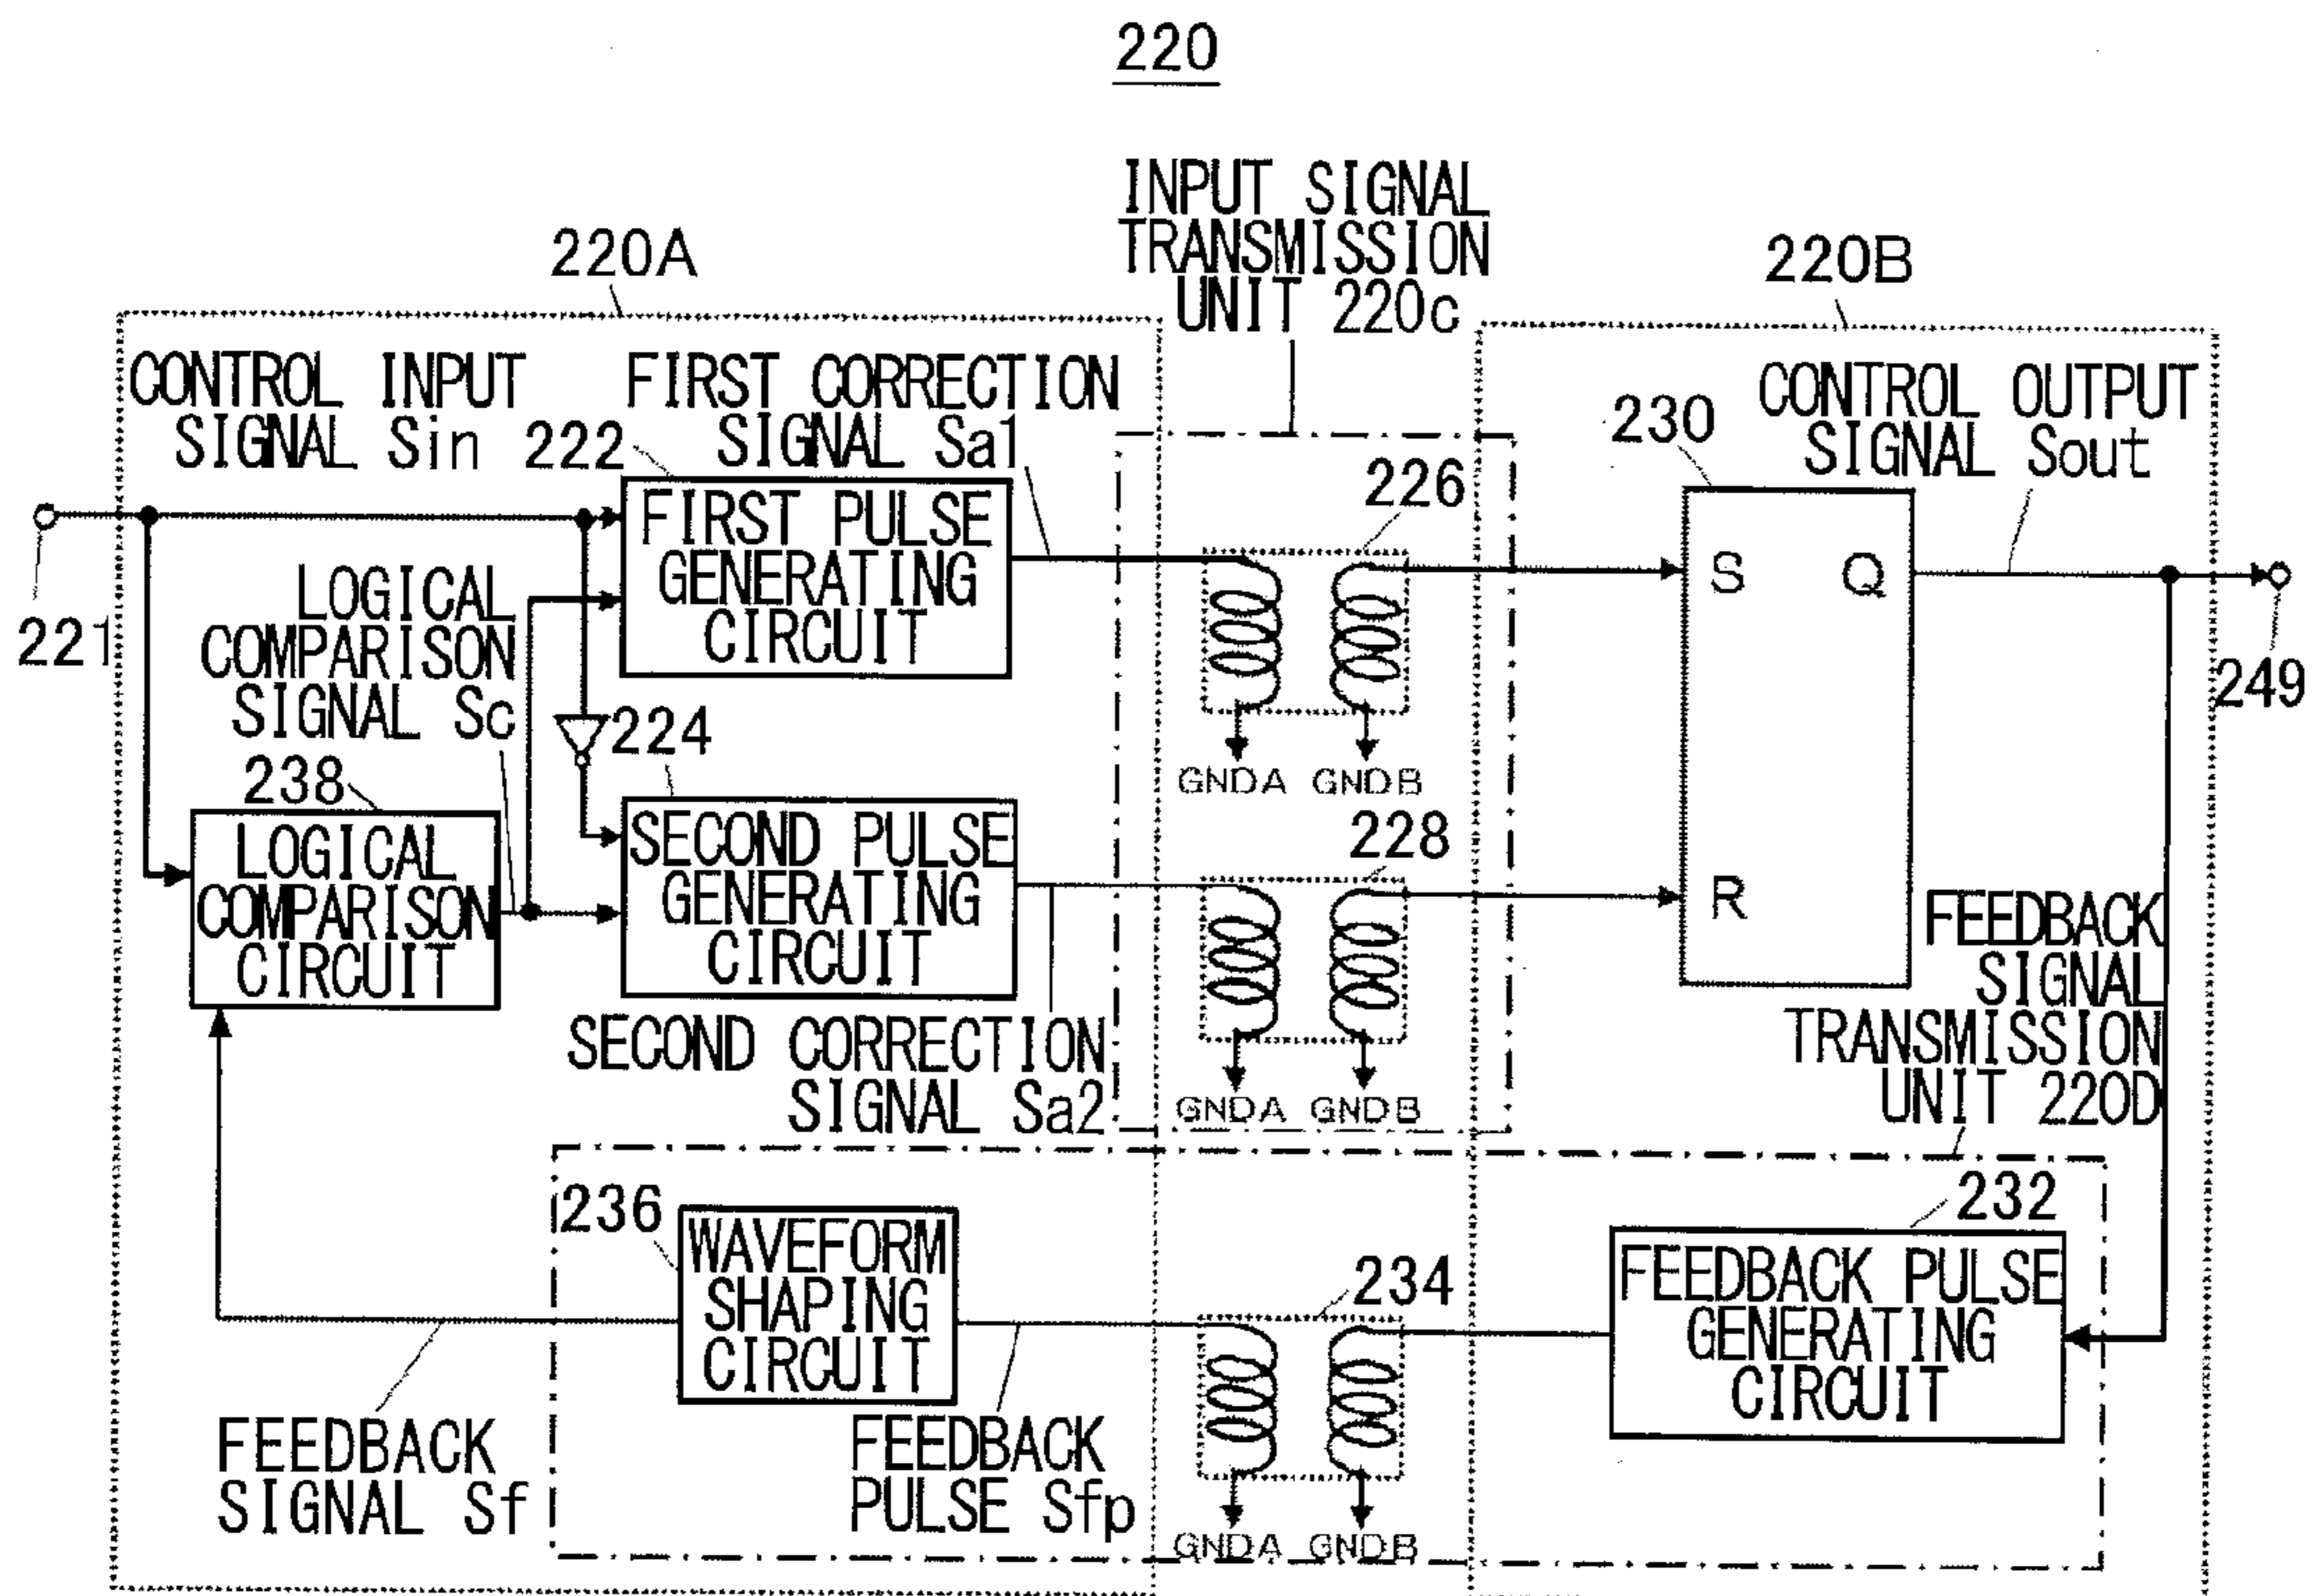 220
INPUT SIGNAL
TRANSMISSION
UNIT 220c
220A
220B
CONTROL INPUT
SIGNAL Sin
FIRST CORRECTION
SIGNAL Sa1
CONTROL OUTPUT
SIGNAL Sout
222
226
230
FIRST PULSE
GENERATING
CIRCUIT
S
Q
221
249
LOGICAL
COMPARISON
SIGNAL Sc
224
GNDA
GNDB
238
228
LOGICAL
COMPARISON
CIRCUIT
SECOND PULSE
GENERATING
CIRCUIT
R
FEEDBACK
SIGNAL
TRANSMISSION
UNIT 220D
SECOND CORRECTION
SIGNAL Sa2
GNDA
GNDB
236
232
WAVEFORM
SHAPING
CIRCUIT
234
FEEDBACK PULSE
GENERATING
CIRCUIT
FEEDBACK
SIGNAL Sf
FEEDBACK
PULSE Sfp
GNDA
GNDB